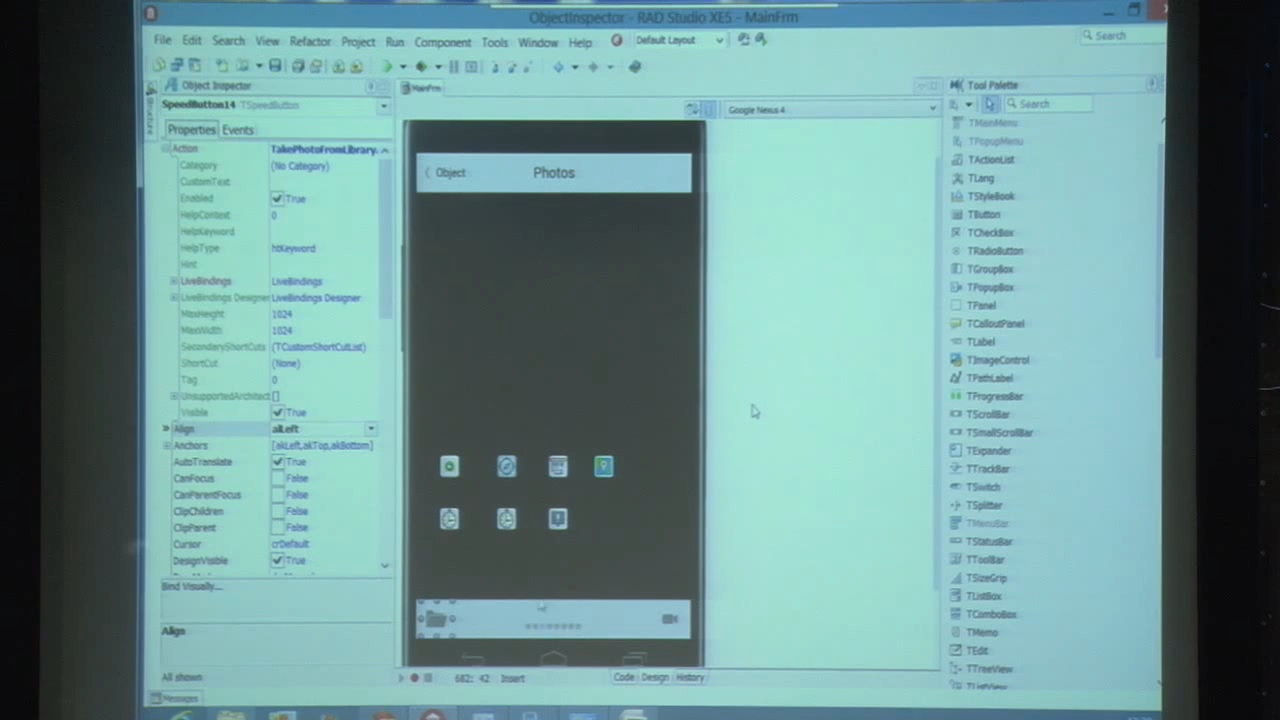 ObjectInspector - RAD Studio XE5 - MainFrm
File Edit Search View Refactor Project Run Component Tools Window Help Default Layout Search
Object Inspector
SpeedButton14 TSpeedButton
Properties Events
Action TakePhotoFromLibrary.
Category (No Category)
CustomText
Enabled True
HelpContext 0
HelpKeyword
HelpType htKeyword
Hint
LiveBindings LiveBindings
LiveBindings Designer LiveBindings Designer
MaxHeight 1024
MaxWidth 1024
SecondaryShortCuts (TCustomShortCutList)
ShortCut (None)
Tag 0
UnsupportedArchitect []
Visible True
Align alLeft
Anchors [akLeft,akTop,akBottom]
AutoTranslate True
CanFocus False
CanParentFocus False
ClipChildren False
ClipParent False
Cursor crDefault
DesignVisible True
Bind Visually...
Align
All shown
Messages
Structure
MainFrm
Google Nexus 4
Object Photos
682: 42 Insert
Code Design History
Tool Palette
Search
TMainMenu
TPopupMenu
TActionList
TLang
TStyleBook
TButton
TCheckBox
TRadioButton
TGroupBox
TPopupBox
TPanel
TCalloutPanel
TLabel
TImageControl
TPathLabel
TProgressBar
TScrollBar
TSmallScrollBar
TExpander
TTrackBar
TSwitch
TSplitter
TMenuBar
TStatusBar
TToolBar
TSizeGrip
TListBox
TComboBox
TMemo
TEdit
TTreeView
TListView